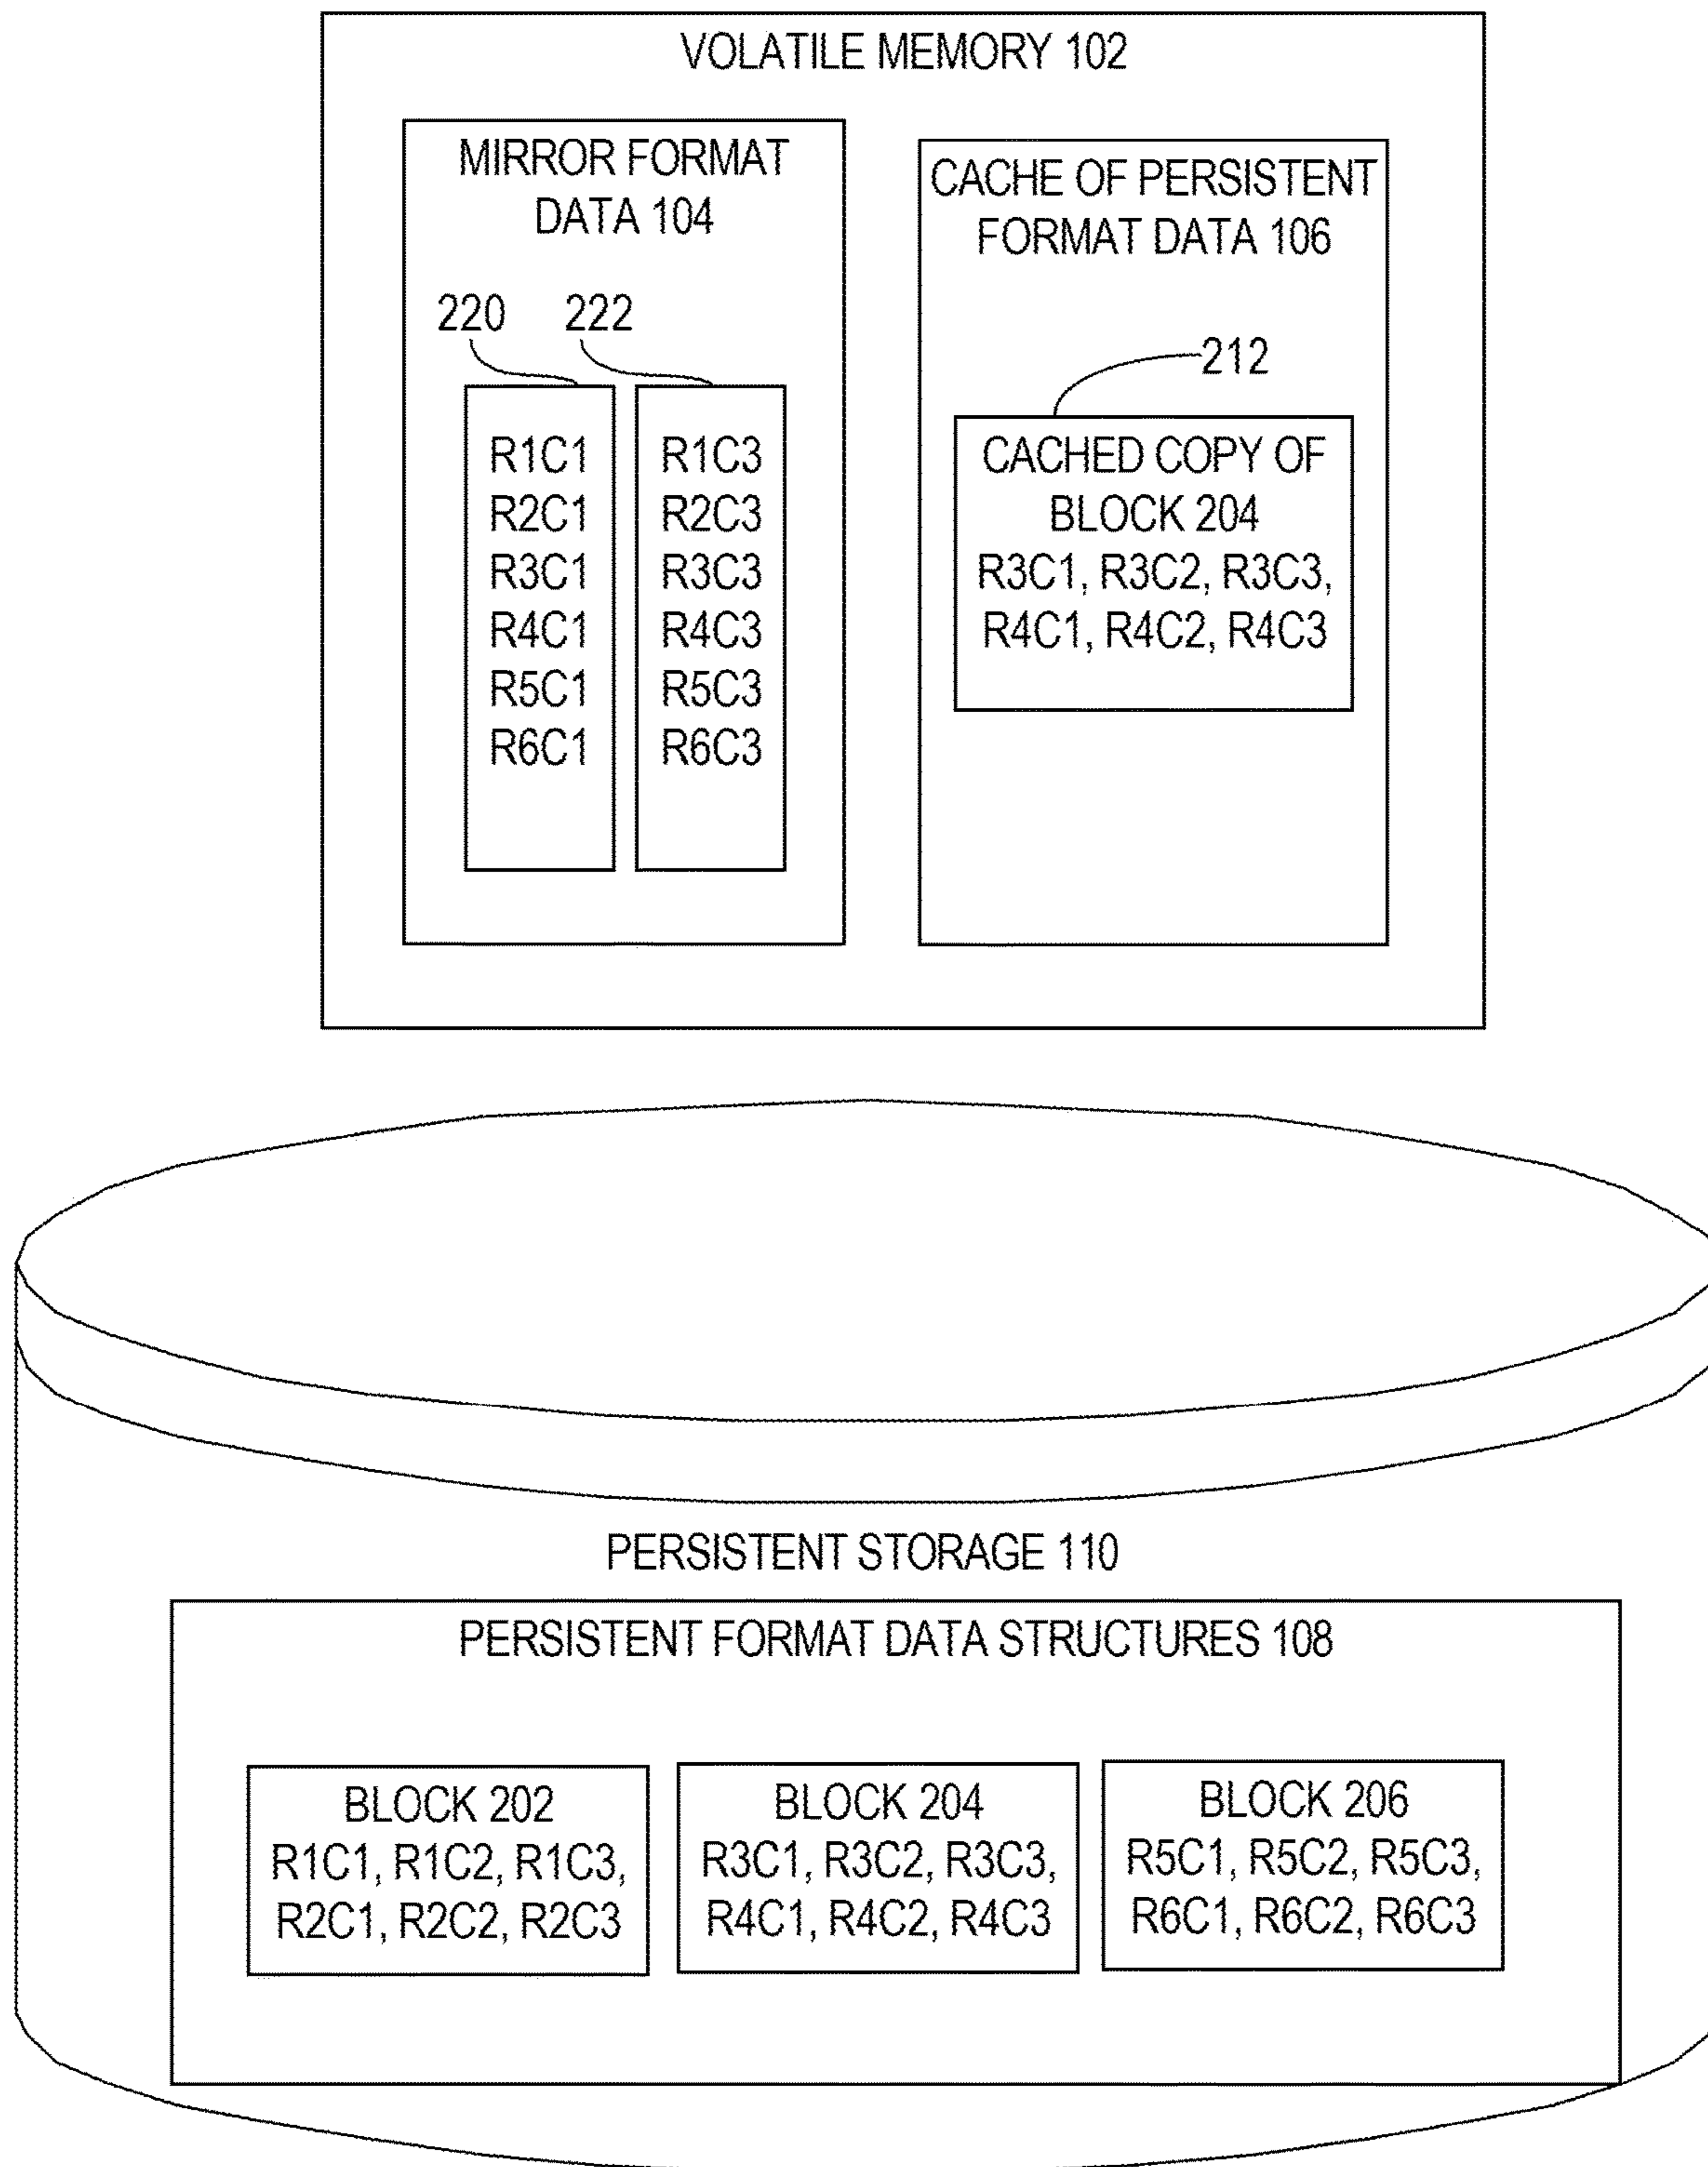 VOLATILE MEMORY 102
MIRROR FORMAT
DATA 104
220
222
R1C1
R2C1
R3C1
R4C1
R5C1
R6C1
R1C3
R2C3
R3C3
R4C3
R5C3
R6C3
CACHE OF PERSISTENT
FORMAT DATA 106
212
CACHED COPY OF
BLOCK 204
R3C1, R3C2, R3C3,
R4C1, R4C2, R4C3
PERSISTENT STORAGE 110
PERSISTENT FORMAT DATA STRUCTURES 108
BLOCK 202
R1C1, R1C2, R1C3,
R2C1, R2C2, R2C3
BLOCK 204
R3C1, R3C2, R3C3,
R4C1, R4C2, R4C3
BLOCK 206
R5C1, R5C2, R5C3,
R6C1, R6C2, R6C3